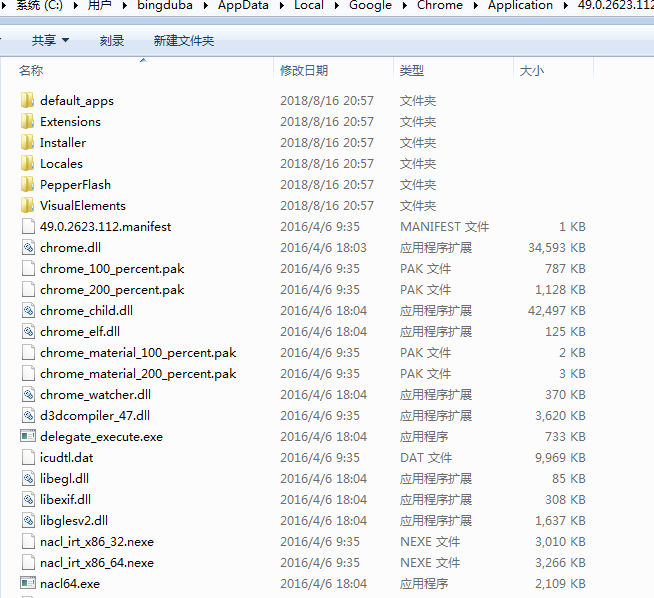 系统 (C:) 用户 bingduba AppData Local Google Chrome Application 49.0.2623.112
共享 刻录 新建文件夹
名称 修改日期 类型 大小
default_apps 2018/8/16 20:57 文件夹
Extensions 2018/8/16 20:57 文件夹
Installer 2018/8/16 20:57 文件夹
Locales 2018/8/16 20:57 文件夹
PepperFlash 2018/8/16 20:57 文件夹
VisualElements 2018/8/16 20:57 文件夹
49.0.2623.112.manifest 2016/4/6 9:35 MANIFEST 文件 1 KB
chrome.dll 2016/4/6 18:03 应用程序扩展 34,593 KB
chrome_100_percent.pak 2016/4/6 9:35 PAK 文件 787 KB
chrome_200_percent.pak 2016/4/6 9:35 PAK 文件 1,128 KB
chrome_child.dll 2016/4/6 18:04 应用程序扩展 42,497 KB
chrome_elf.dll 2016/4/6 18:04 应用程序扩展 125 KB
chrome_material_100_percent.pak 2016/4/6 9:35 PAK 文件 2 KB
chrome_material_200_percent.pak 2016/4/6 9:35 PAK 文件 3 KB
chrome_watcher.dll 2016/4/6 18:04 应用程序扩展 370 KB
d3dcompiler_47.dll 2016/4/6 9:35 应用程序扩展 3,620 KB
delegate_execute.exe 2016/4/6 18:04 应用程序 733 KB
icudtl.dat 2016/4/6 9:35 DAT 文件 9,969 KB
libegl.dll 2016/4/6 18:04 应用程序扩展 85 KB
libexif.dll 2016/4/6 18:04 应用程序扩展 308 KB
libglesv2.dll 2016/4/6 18:04 应用程序扩展 1,637 KB
nacl_irt_x86_32.nexe 2016/4/6 9:35 NEXE 文件 3,010 KB
nacl_irt_x86_64.nexe 2016/4/6 9:35 NEXE 文件 3,266 KB
nacl64.exe 2016/4/6 18:04 应用程序 2,109 KB